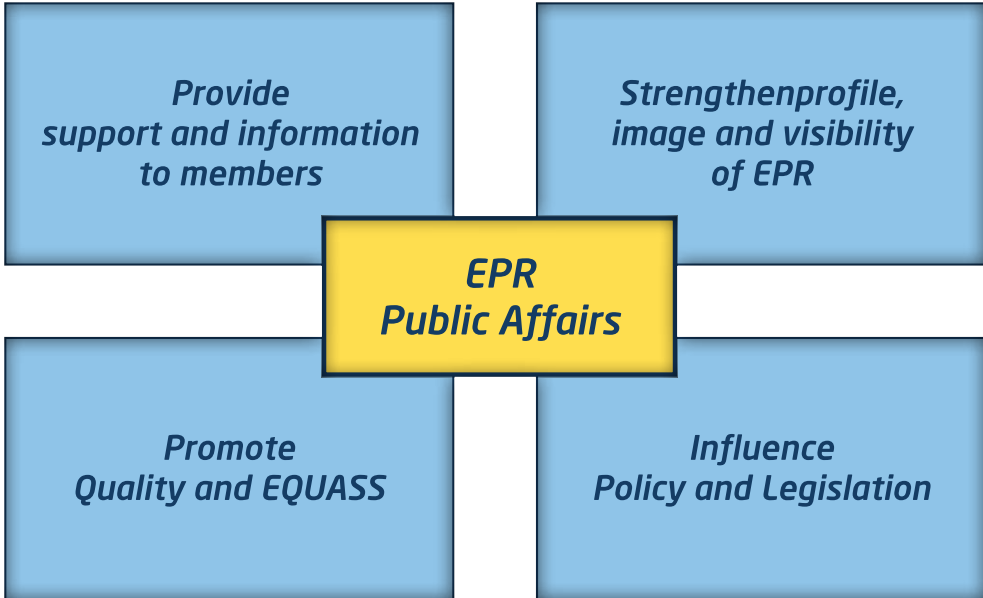 Provide
support and information
to members
Strengthenprofile,
image and visibility
of EPR
EPR
Public Affairs
Promote
Quality and EQUASS
Influence
Policy and Legislation